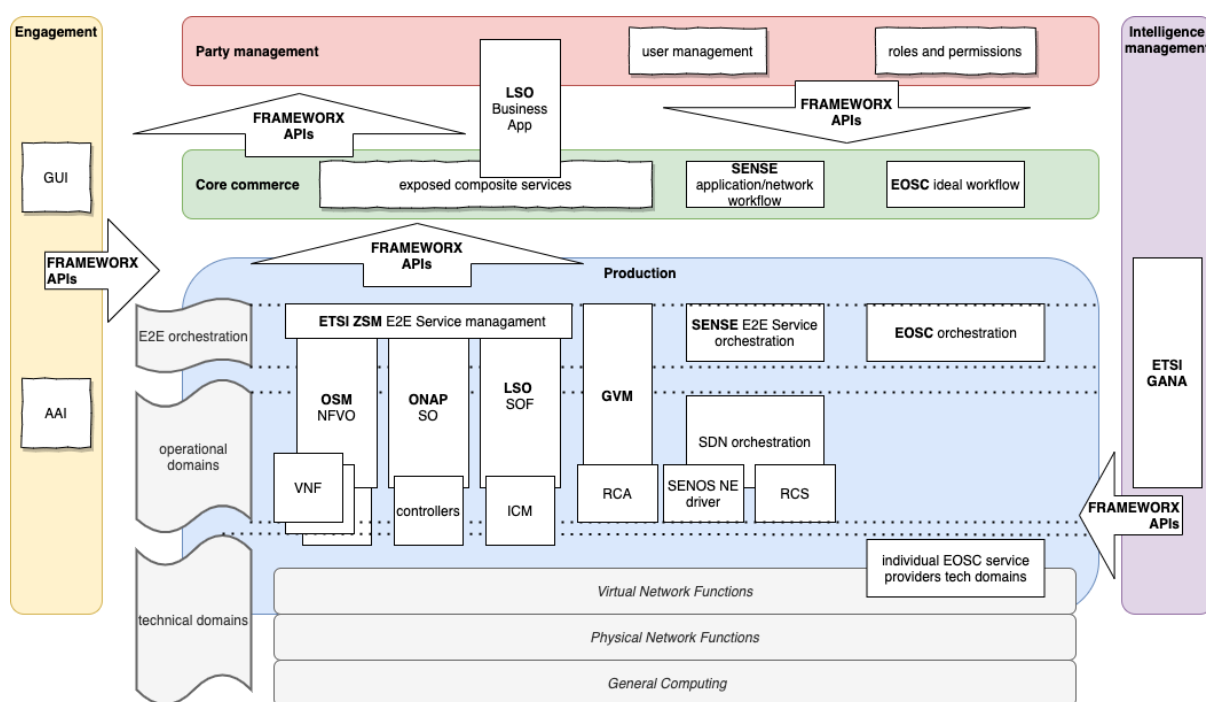 Engagement
Party management
user management
roles and permissions
Intelligence
management
LSO
Business
App
FRAMEWORX
APIs
FRAMEWORX
APIs
GUI
Core commerce
exposed composite services
SENSE
application/network
workflow
EOSC ideal workflow
FRAMEWORX
APIs
FRAMEWORX
APIs
Production
E2E orchestration
ETSI ZSM E2E Service managament
SENSE E2E Service
orchestration
EOSC orchestration
ETSI
GANA
AAI
OSM
NFVO
ONAP
SO
LSO
SOF
GVM
operational
domains
SDN orchestration
VNF
controllers
ICM
RCA
SENOS NE
driver
RCS
FRAMEWORX
APIs
individual EOSC service
providers tech domains
technical domains
Virtual Network Functions
Physical Network Functions
General Computing